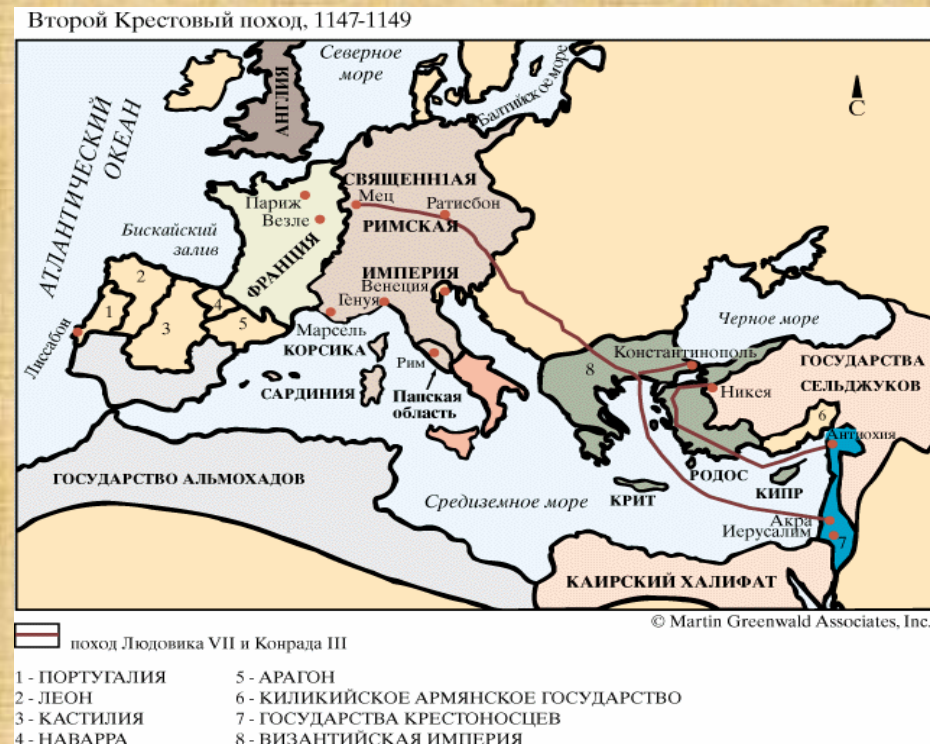 Второй Крестовый поход, 1147-1149
Северное
море
Балтийское море
С
АТЛАНТИЧЕСКИЙ
ОКЕАН
АНГЛИЯ
СВЯЩЕНН1АЯ
Мец
Ратисбон
РИМСКАЯ
Париж
Везле
Бискайский
залив
ФРАНЦИЯ
ИМПЕРИЯ
Венеция
Генуя
Марсель
2
1
3
4
5
Лиссабон
КОРСИКА
САРДИНИЯ
Рим
Папская
область
Черное море
Константинополь
8
Никея
ГОСУДАРСТВА
СЕЛЬДЖУКОВ
6
Антиохия
РОДОС
КИПР
КРИТ
Средиземное море
Акра
Иерусалим
7
ГОСУДАРСТВО АЛЬМОХАДОВ
КАИРСКИЙ ХАЛИФАТ
© Martin Greenwald Associates, Inc.
поход Людовика VII и Конрада III
1 - ПОРТУГАЛИЯ
2 - ЛЕОН
3 - КАСТИЛИЯ
4 - НАВАРРА
5 - АРАГОН
6 - КИЛИКИЙСКОЕ АРМЯНСКОЕ ГОСУДАРСТВО
7 - ГОСУДАРСТВА КРЕСТОНОСЦЕВ
8 - ВИЗАНТИЙСКАЯ ИМПЕРИЯ